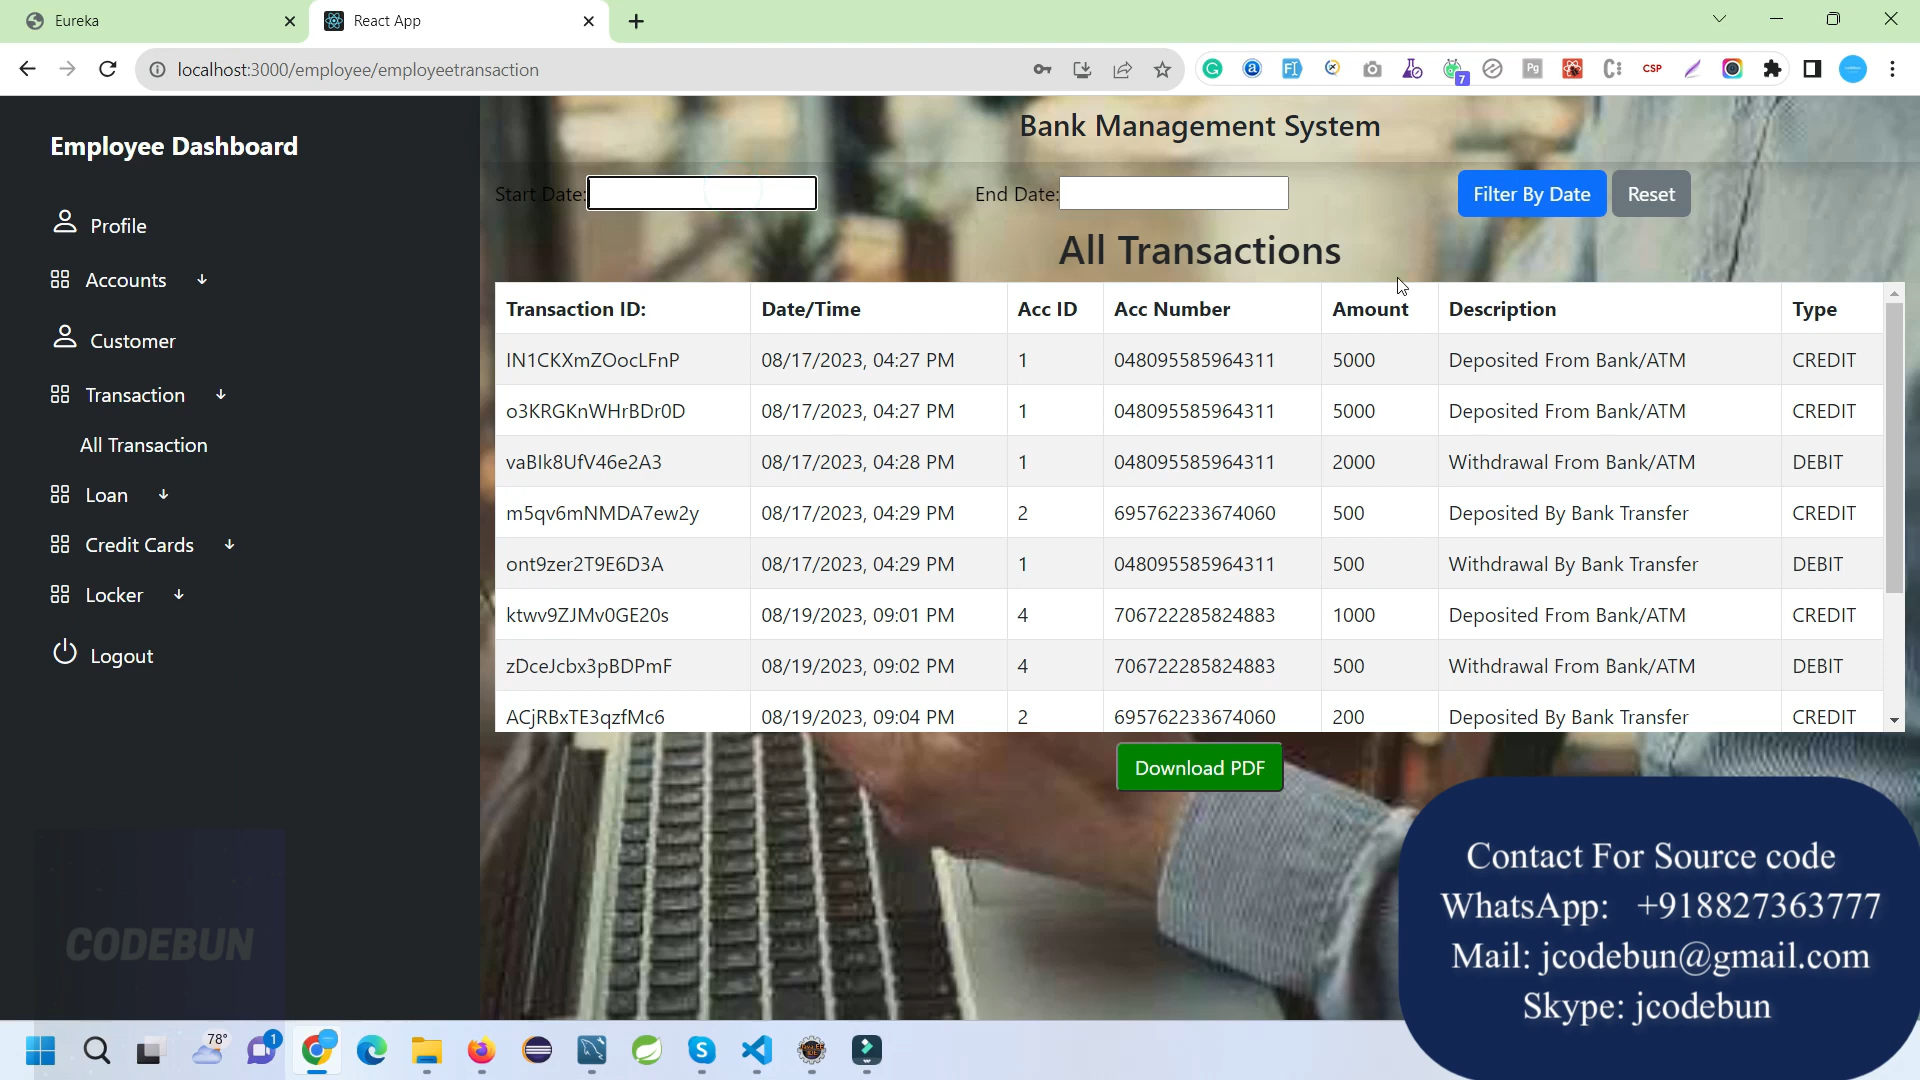 Eureka
React App
localhost:3000/employee/employeetransaction
CSP
7
Employee Dashboard
Profile
Accounts
Customer
Transaction
All Transaction
Loan
Credit Cards
Locker
Logout
CODEBUN
Bank Management System
Start Date:
End Date:
Filter By Date
Reset
All Transactions
Transaction ID: Date/Time Acc ID Acc Number Amount Description Type
IN1CKXmZOocLFnP 08/17/2023, 04:27 PM 1 048095585964311 5000 Deposited From Bank/ATM CREDIT
o3KRGKnWHrBDr0D 08/17/2023, 04:27 PM 1 048095585964311 5000 Deposited From Bank/ATM CREDIT
vaBlk8UfV46e2A3 08/17/2023, 04:28 PM 1 048095585964311 2000 Withdrawal From Bank/ATM DEBIT
m5qv6mNMDA7ew2y 08/17/2023, 04:29 PM 2 695762233674060 500 Deposited By Bank Transfer CREDIT
ont9zer2T9E6D3A 08/17/2023, 04:29 PM 1 048095585964311 500 Withdrawal By Bank Transfer DEBIT
ktwv9ZJMv0GE20s 08/19/2023, 09:01 PM 4 706722285824883 1000 Deposited From Bank/ATM CREDIT
zDceJcbx3pBDPmF 08/19/2023, 09:02 PM 4 706722285824883 500 Withdrawal From Bank/ATM DEBIT
ACjRBxTE3qzfMc6 08/19/2023, 09:04 PM 2 695762233674060 200 Deposited By Bank Transfer CREDIT
Download PDF
Contact For Source code
WhatsApp: +918827363777
Mail: jcodebun@gmail.com
Skype: jcodebun
78°
1